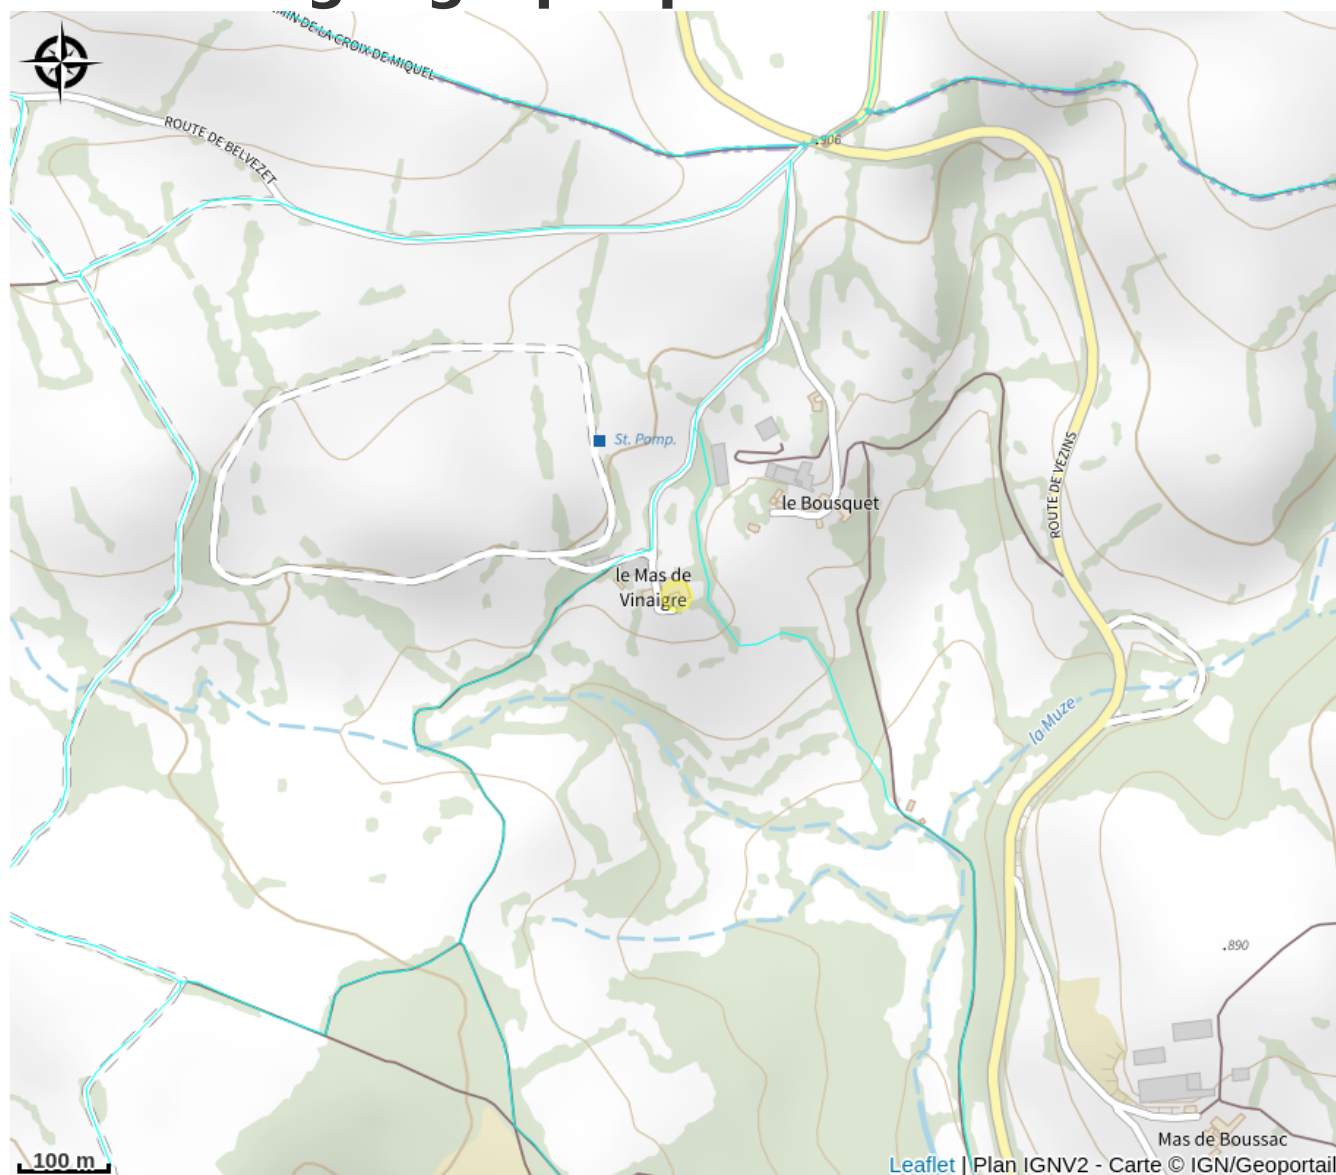 MIN DE LA CROIX DE MIQUEL
ROUTE DE BELVEZET
906
St. Pomp.
ROUTE DE VEZINS
le Bousquet
le Mas de
Vinaigre
la Muze
890
Mas de Boussac
100 m
Leaflet | Plan IGNV2 - Carte © IGN/Geoportail